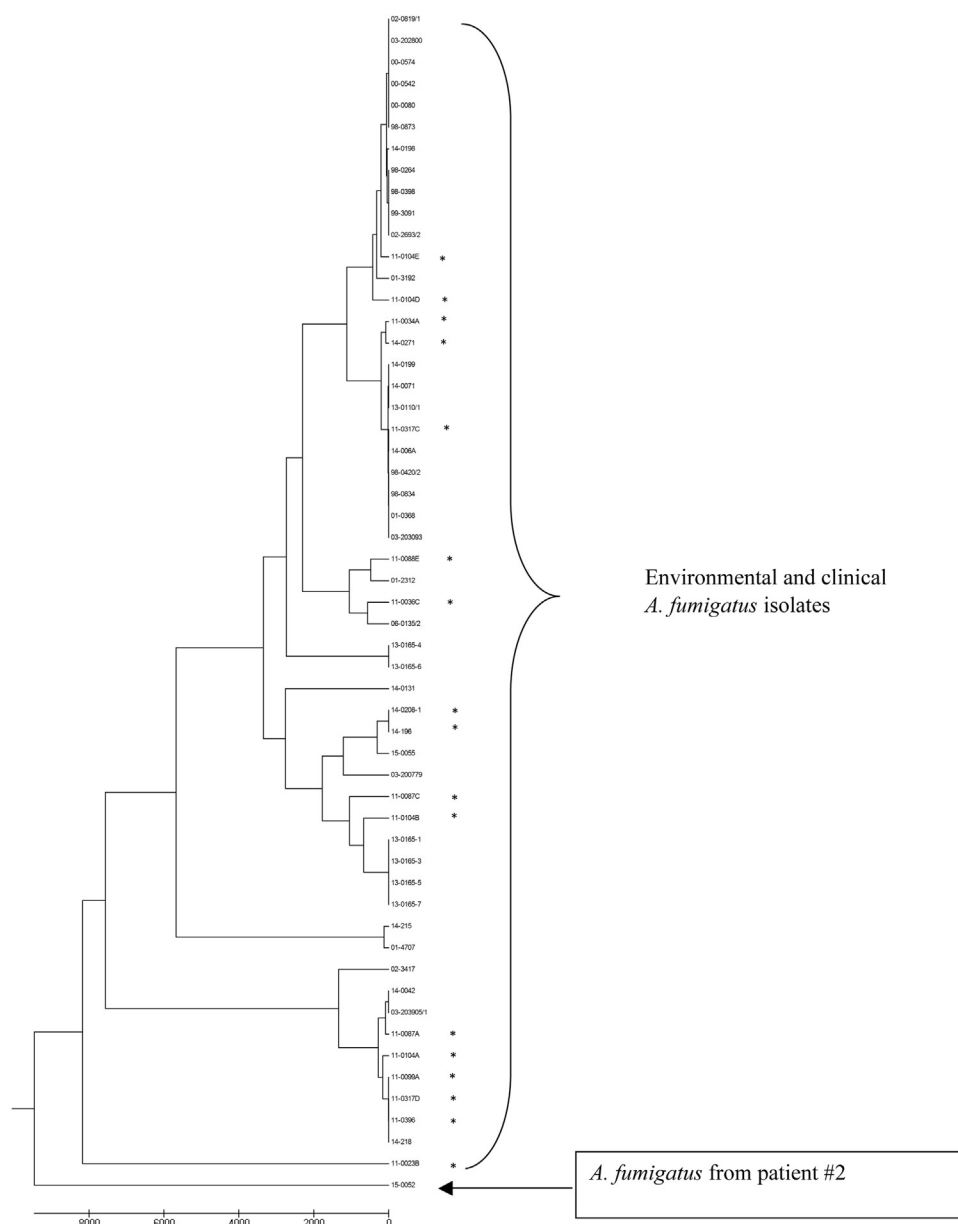 02-0819/1
03-202800
00-0574
00-0542
00-0080
98-0873
14-0198
98-0264
98-0398
99-3091
02-2693/2
11-0104E *
01-3192
11-0104D *
11-0034A *
14-0271 *
14-0199
14-0071
13-0110/1
11-0317C *
14-006A
98-0420/2
98-0834
01-0368
03-203093
11-0088E *
01-2312
11-0036C *
06-0135/2
13-0165-4
13-0165-6
14-0131
14-0208-1 *
14-196 *
15-0055
03-200779
11-0087C *
11-0104B *
13-0165-1
13-0165-3
13-0165-5
13-0165-7
14-215
01-4707
02-3417
14-0042
03-203905/1
11-0087A *
11-0104A *
11-0099A *
11-0317D *
11-0396 *
14-218
11-0023B *
15-0052
Environmental and clinical
A. fumigatus isolates
A. fumigatus from patient #2
8000 6000 4000 2000 0